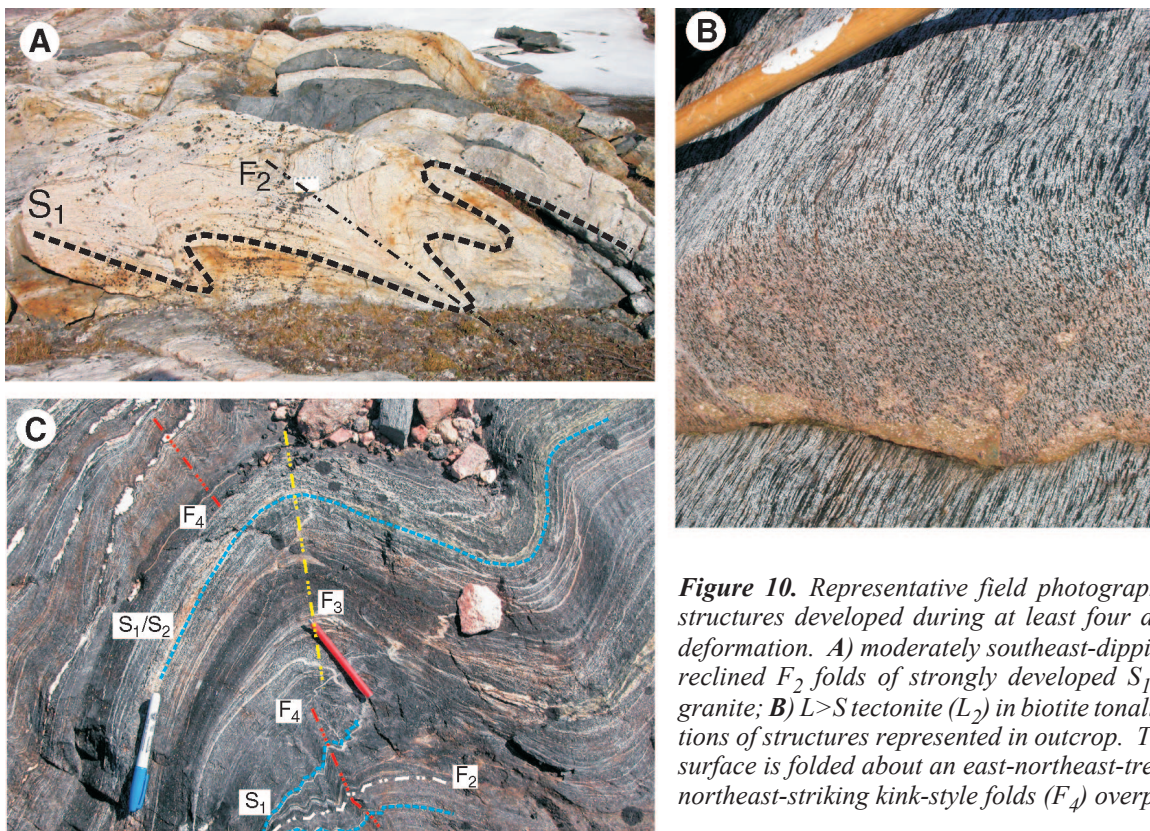 A
S1
F2
B
C
F4
S1/S2
F3
F4
S1
F2
Figure 10. Representative field photograph
structures developed during at least four d
deformation. A) moderately southeast-dippi
reclined F2 folds of strongly developed S1
granite; B) L>S tectonite (L2) in biotite tonal
tions of structures represented in outcrop. T
surface is folded about an east-northeast-tre
northeast-striking kink-style folds (F4) overp